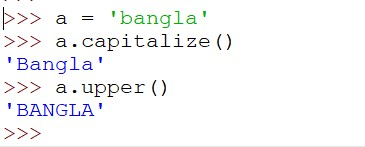 >>> a = 'bangla'
>>> a.capitalize()
'Bangla'
>>> a.upper()
'BANGLA'
>>>